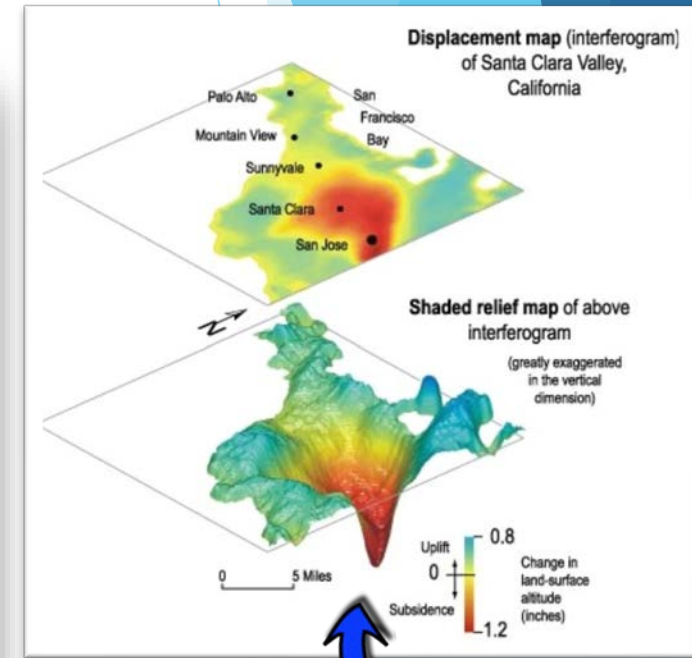 Displacement map (interferogram)
of Santa Clara Valley,
California
Palo Alto
San
Francisco
Bay
Mountain View
Sunnyvale
Santa Clara
San Jose
N
Shaded relief map of above
interferogram
(greatly exaggerated
in the vertical
dimension)
0 5 Miles
Uplift
0
Subsidence
0.8
-1.2
Change in
land-surface
altitude
(inches)